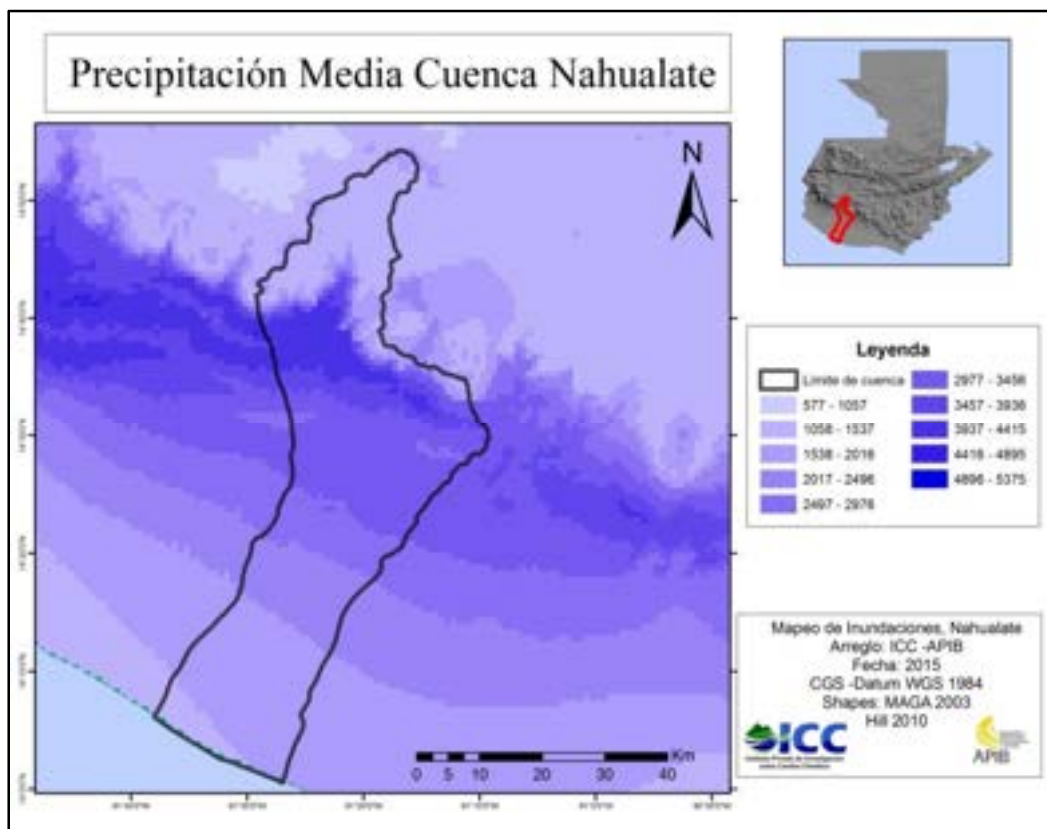 Precipitación Media Cuenca Nahualate
N
Km
0 5 10 20 30 40
Leyenda
Límite de cuenca
577 - 1057
1058 - 1537
1538 - 2016
2017 - 2496
2497 - 2976
2977 - 3456
3457 - 3936
3937 - 4415
4416 - 4895
4896 - 5375
Mapeo de Inundaciones, Nahualate
Arreglo: ICC -APIB
Fecha: 2015
CGS -Datum WGS 1984
Shapes: MAGA 2003
Hill 2010
ICC
APIB